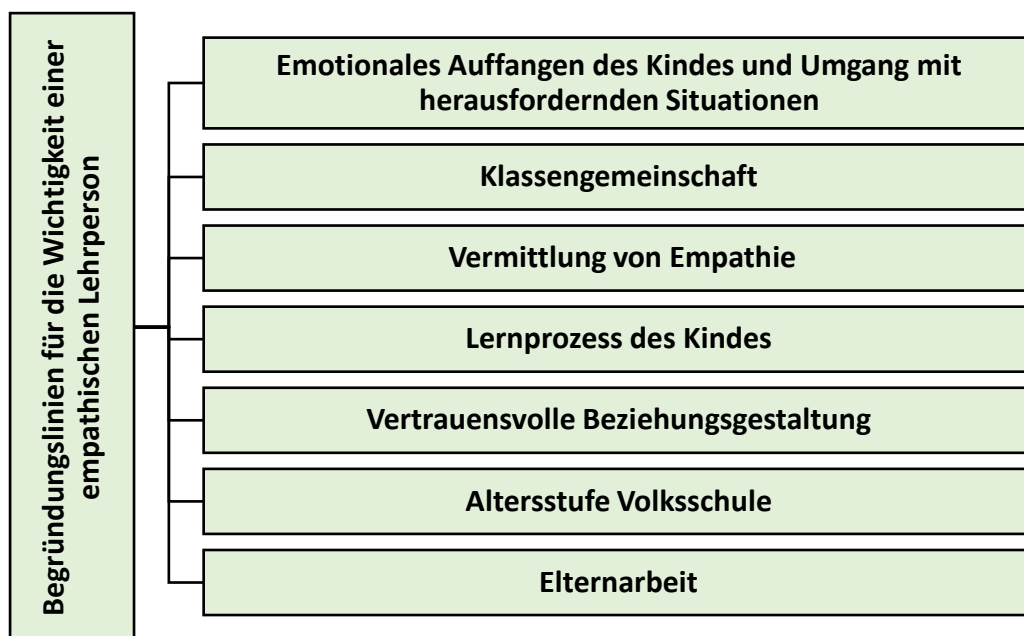 Begründungslinien für die Wichtigkeit einer
empathischen Lehrperson
Emotionales Auffangen des Kindes und Umgang mit
herausfordernden Situationen
Klassengemeinschaft
Vermittlung von Empathie
Lernprozess des Kindes
Vertrauensvolle Beziehungsgestaltung
Altersstufe Volksschule
Elternarbeit